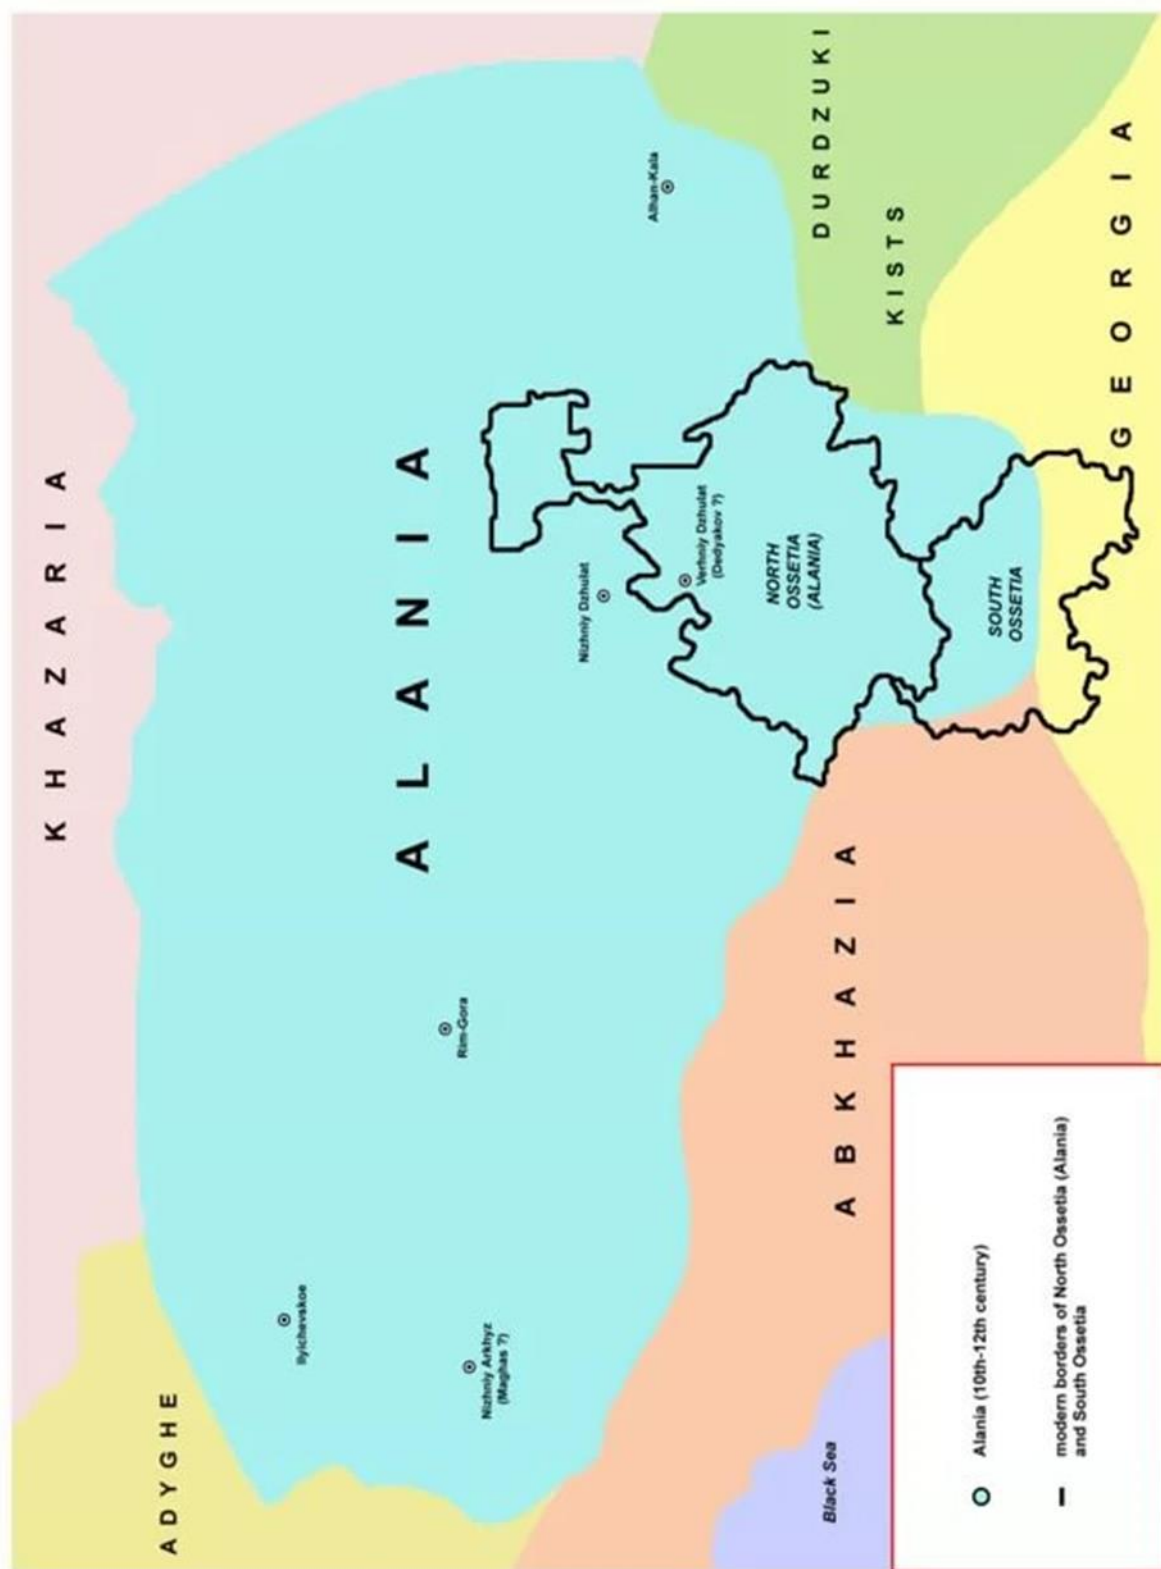 KHAZARIA
ADYGHE
ALANIA
Ilyichevskoe
Nizhniy Arkhyz
(Maghas ?)
Rim-Gora
Nizhniy Dzhulat
Verhniy Dzhulat
(Dedyakov ?)
Alhan-Kala
NORTH
OSSETIA
(ALANIA)
SOUTH
OSSETIA
DURDZUKI
KISTS
GEORGIA
ABKHAZIA
Black Sea
Alania (10th-12th century)
modern borders of North Ossetia (Alania)
and South Ossetia